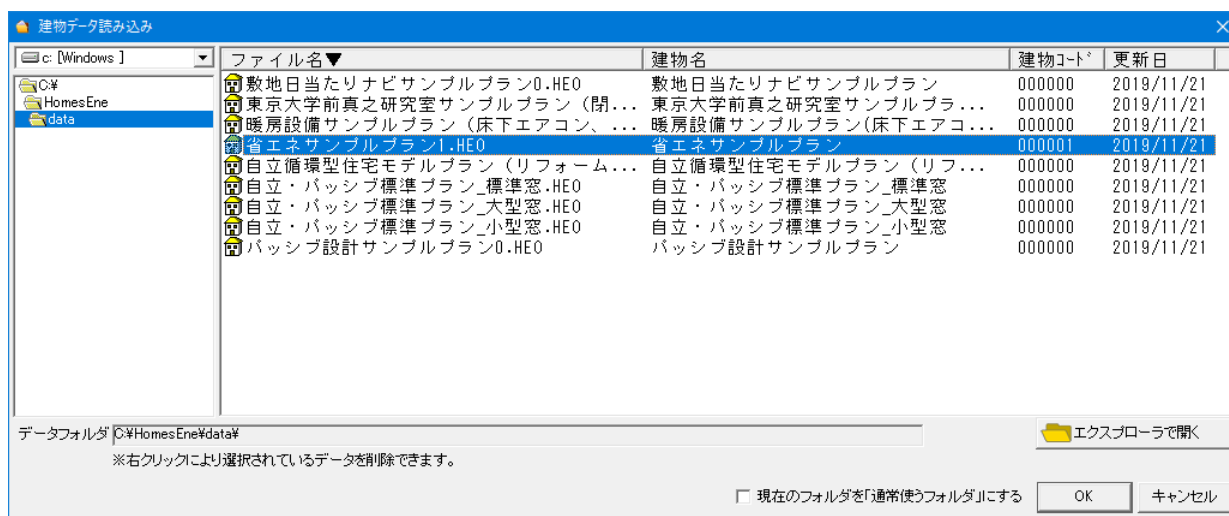 建物データ読み込み
c: [Windows ]
ファイル名▼ 建物名 建物ｺｰﾄﾞ 更新日
C:¥
HomesEne
data
敷地日当たりナビサンプルプラン0.HEO 敷地日当たりナビサンプルプラン 000000 2019/11/21
東京大学前真之研究室サンプルプラン（閉... 東京大学前真之研究室サンプルプラ... 000000 2019/11/21
暖房設備サンプルプラン（床下エアコン、... 暖房設備サンプルプラン(床下エアコ... 000000 2019/11/21
省エネサンプルプラン1.HEO 省エネサンプルプラン 000001 2019/11/21
自立循環型住宅モデルプラン（リフォーム... 自立循環型住宅モデルプラン（リフ... 000000 2019/11/21
自立・パッシブ標準プラン_標準窓.HEO 自立・パッシブ標準プラン_標準窓 000000 2019/11/21
自立・パッシブ標準プラン_大型窓.HEO 自立・パッシブ標準プラン_大型窓 000000 2019/11/21
自立・パッシブ標準プラン_小型窓.HEO 自立・パッシブ標準プラン_小型窓 000000 2019/11/21
パッシブ設計サンプルプラン0.HEO パッシブ設計サンプルプラン 000000 2019/11/21
データフォルダ C:¥HomesEne¥data¥
エクスプローラで開く
※右クリックにより選択されているデータを削除できます。
現在のフォルダを「通常使うフォルダ」にする OK キャンセル